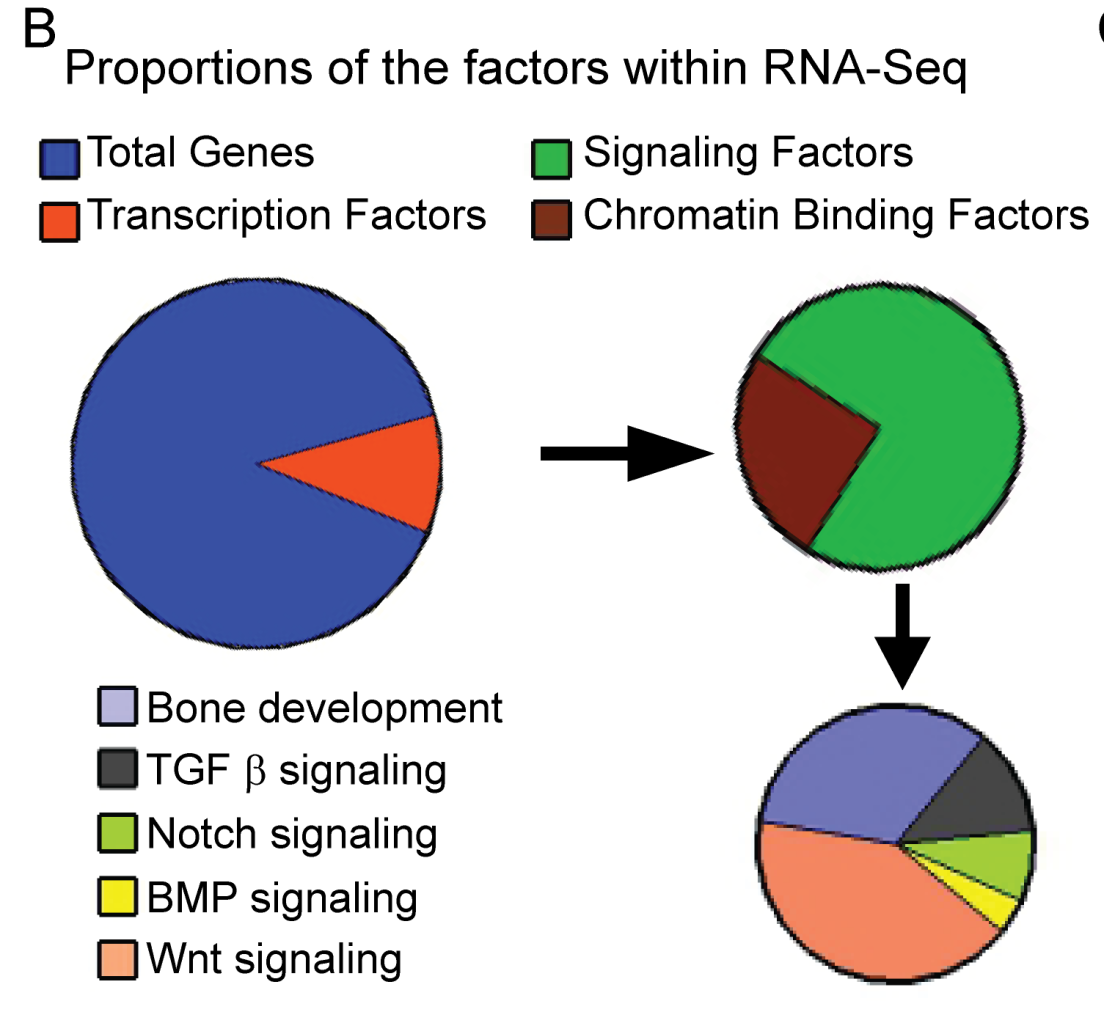 B
Proportions of the factors within RNA-Seq
Total Genes
Signaling Factors
Transcription Factors
Chromatin Binding Factors
Bone development
TGF β signaling
Notch signaling
BMP signaling
Wnt signaling